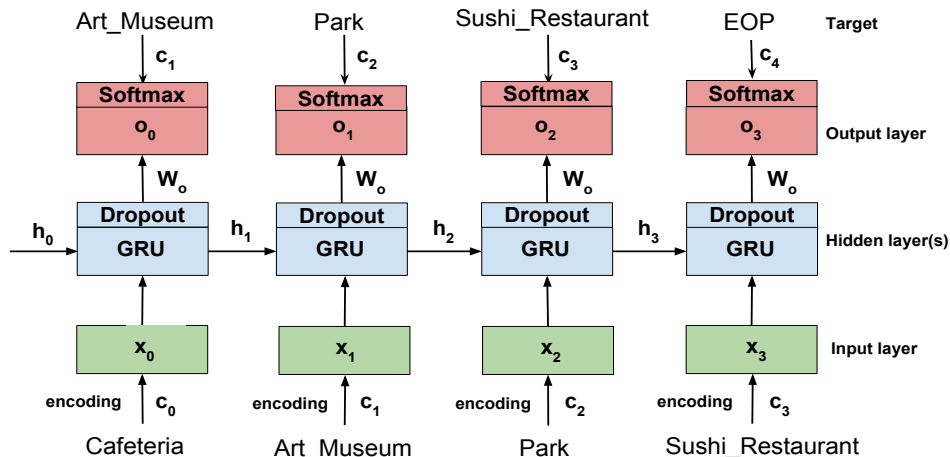 Art_Museum Park Sushi_Restaurant EOP Target
c1 c2 c3 c4
Softmax Softmax Softmax Softmax
o0 o1 o2 o3 Output layer
Wo Wo Wo Wo
Dropout Dropout Dropout Dropout
h0 GRU h1 GRU h2 GRU h3 GRU Hidden layer(s)
x0 x1 x2 x3 Input layer
encoding c0 encoding c1 encoding c2 encoding c3
Cafeteria Art_Museum Park Sushi_Restaurant